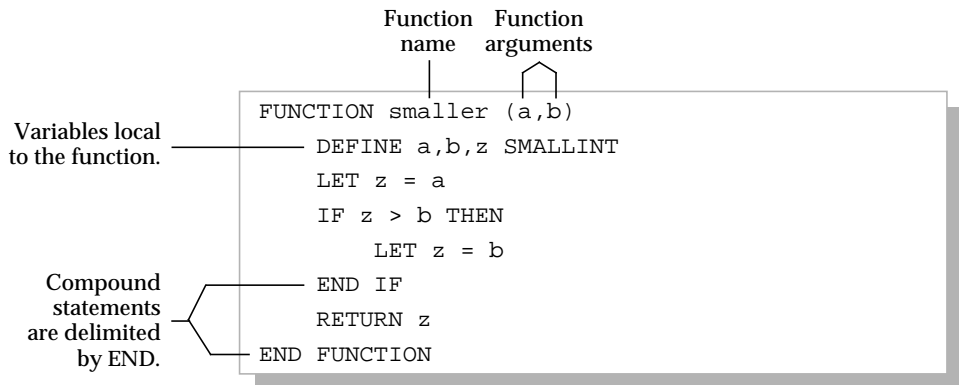 Function name
Function arguments
FUNCTION smaller (a,b)
Variables local to the function.
DEFINE a,b,z SMALLINT
LET z = a
IF z > b THEN
LET z = b
Compound statements are delimited by END.
END IF
RETURN z
END FUNCTION